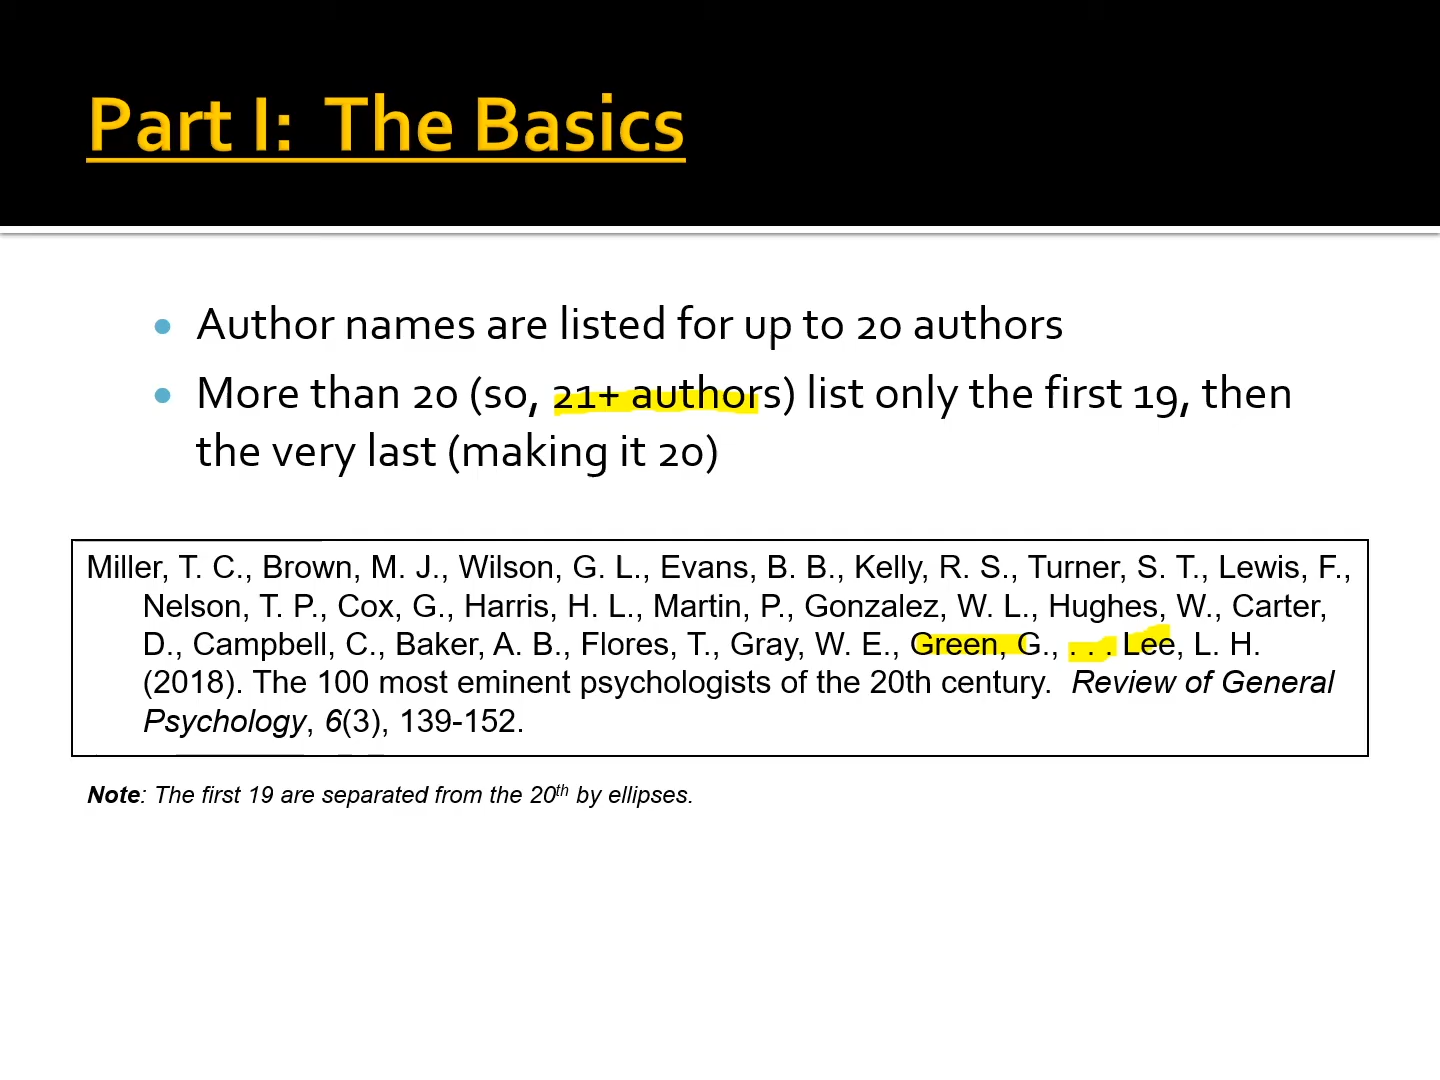 Part I:  The Basics
Author names are listed for up to 20 authors
More than 20 (so, 21+ authors) list only the first 19, then
the very last (making it 20)
Miller, T. C., Brown, M. J., Wilson, G. L., Evans, B. B., Kelly, R. S., Turner, S. T., Lewis, F.,
Nelson, T. P., Cox, G., Harris, H. L., Martin, P., Gonzalez, W. L., Hughes, W., Carter,
D., Campbell, C., Baker, A. B., Flores, T., Gray, W. E., Green, G., . . . Lee, L. H.
(2018). The 100 most eminent psychologists of the 20th century.  Review of General
Psychology, 6(3), 139-152.
Note: The first 19 are separated from the 20th by ellipses.